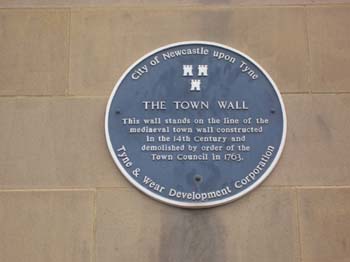 City of Newcastle upon Tyne
THE TOWN WALL
This wall stands on the line of the
mediaeval town wall constructed
in the 14th Century and
demolished by order of the
Town Council in 1763.
Tyne & Wear Development Corporation